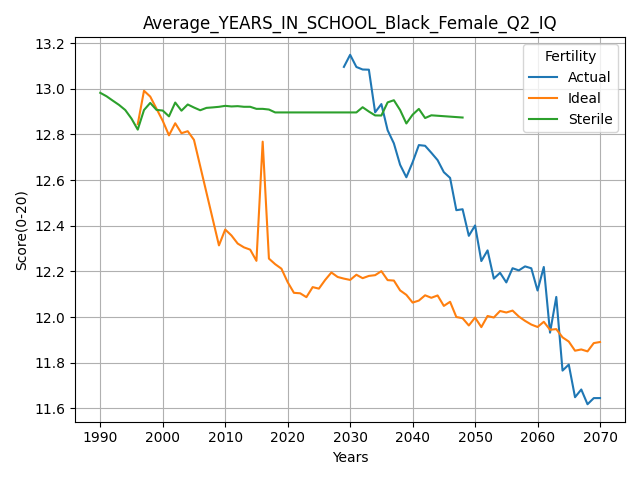 Average_YEARS_IN_SCHOOL_Black_Female_Q2_IQ
Score(0-20)
13.2
13.0
12.8
12.6
12.4
12.2
12.0
11.8
11.6
Fertility
Actual
Ideal
Sterile
1990 2000 2010 2020 2030 2040 2050 2060 2070
Years